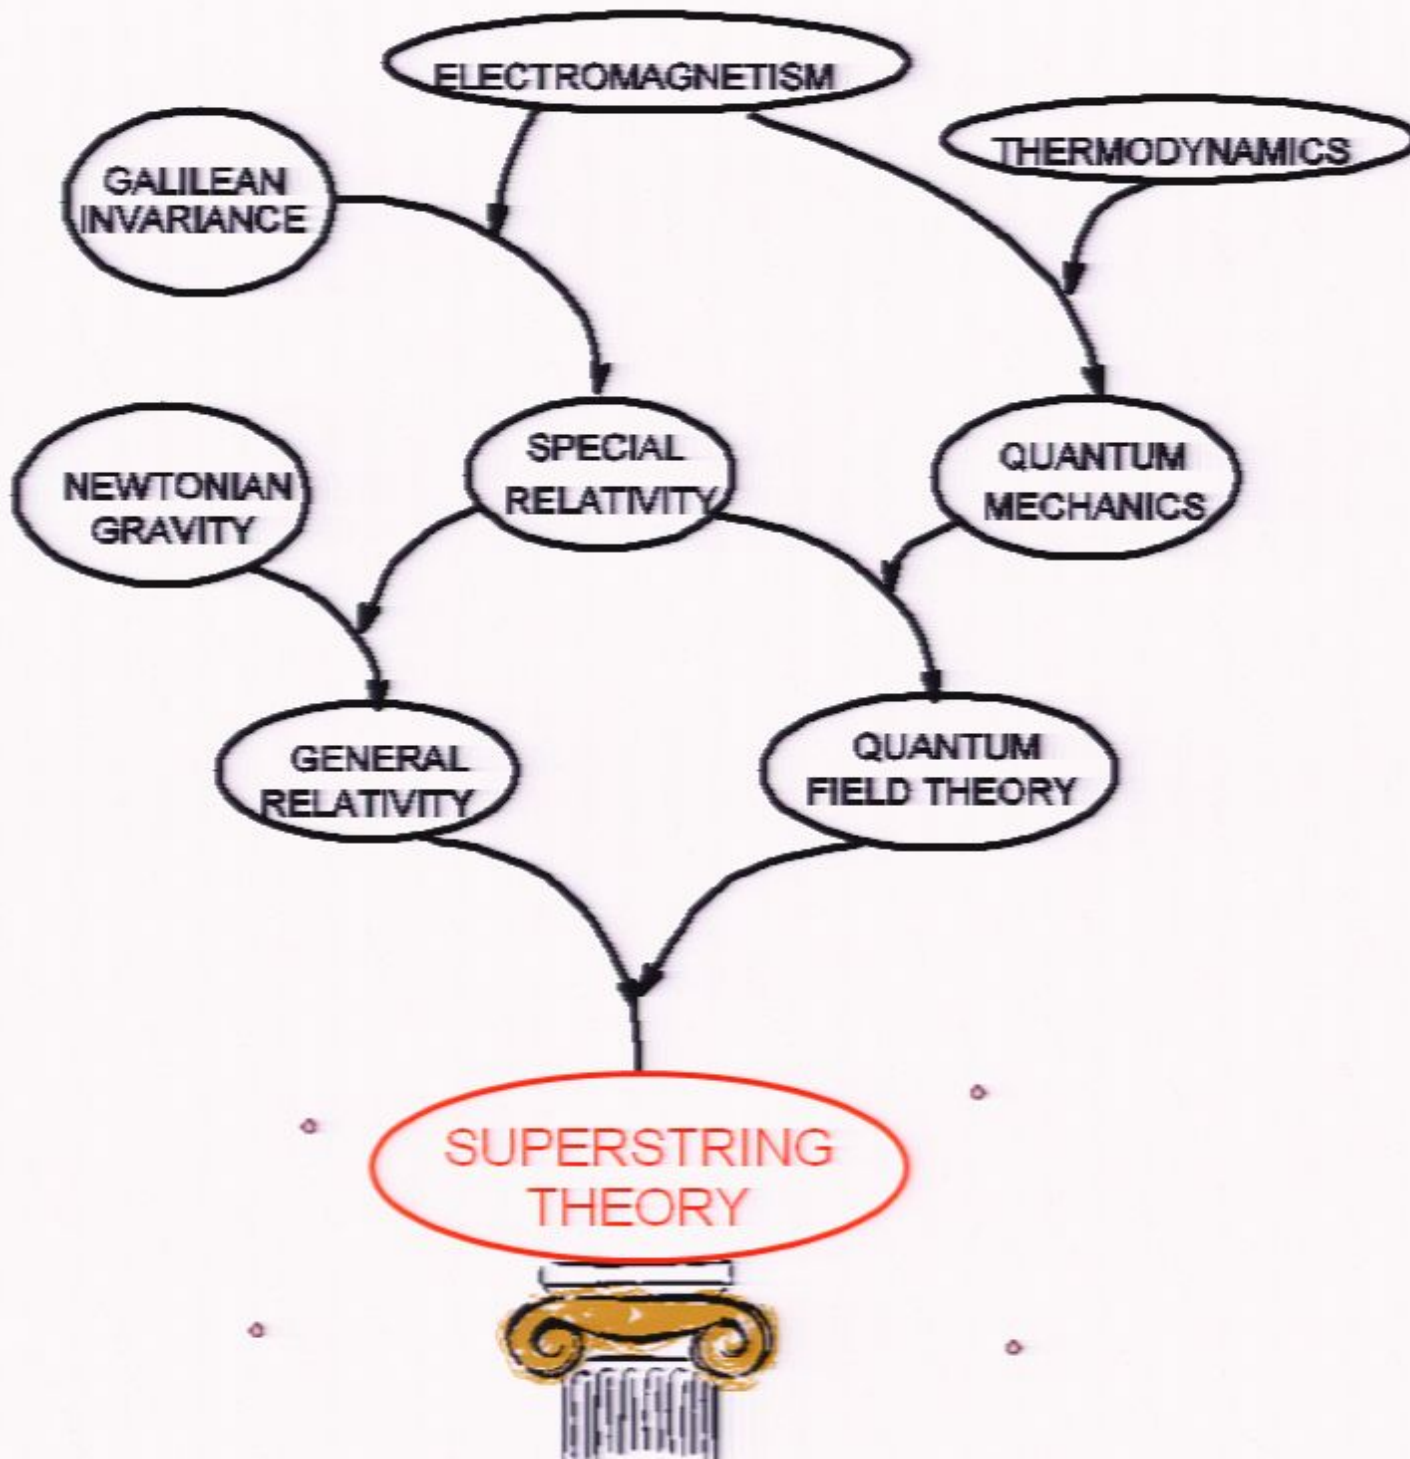 ELECTROMAGNETISM
THERMODYNAMICS
GALILEAN
INVARIANCE
SPECIAL
RELATIVITY
QUANTUM
MECHANICS
NEWTONIAN
GRAVITY
GENERAL
RELATIVITY
QUANTUM
FIELD THEORY
SUPERSTRING
THEORY